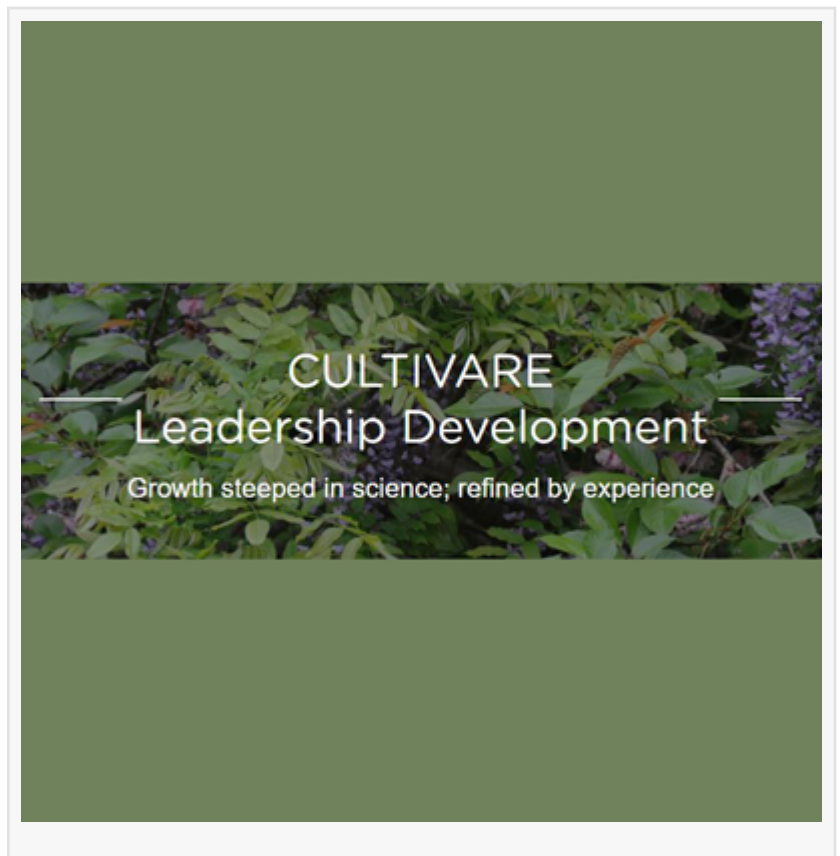 CULTIVARE
Leadership Development
Growth steeped in science; refined by experience